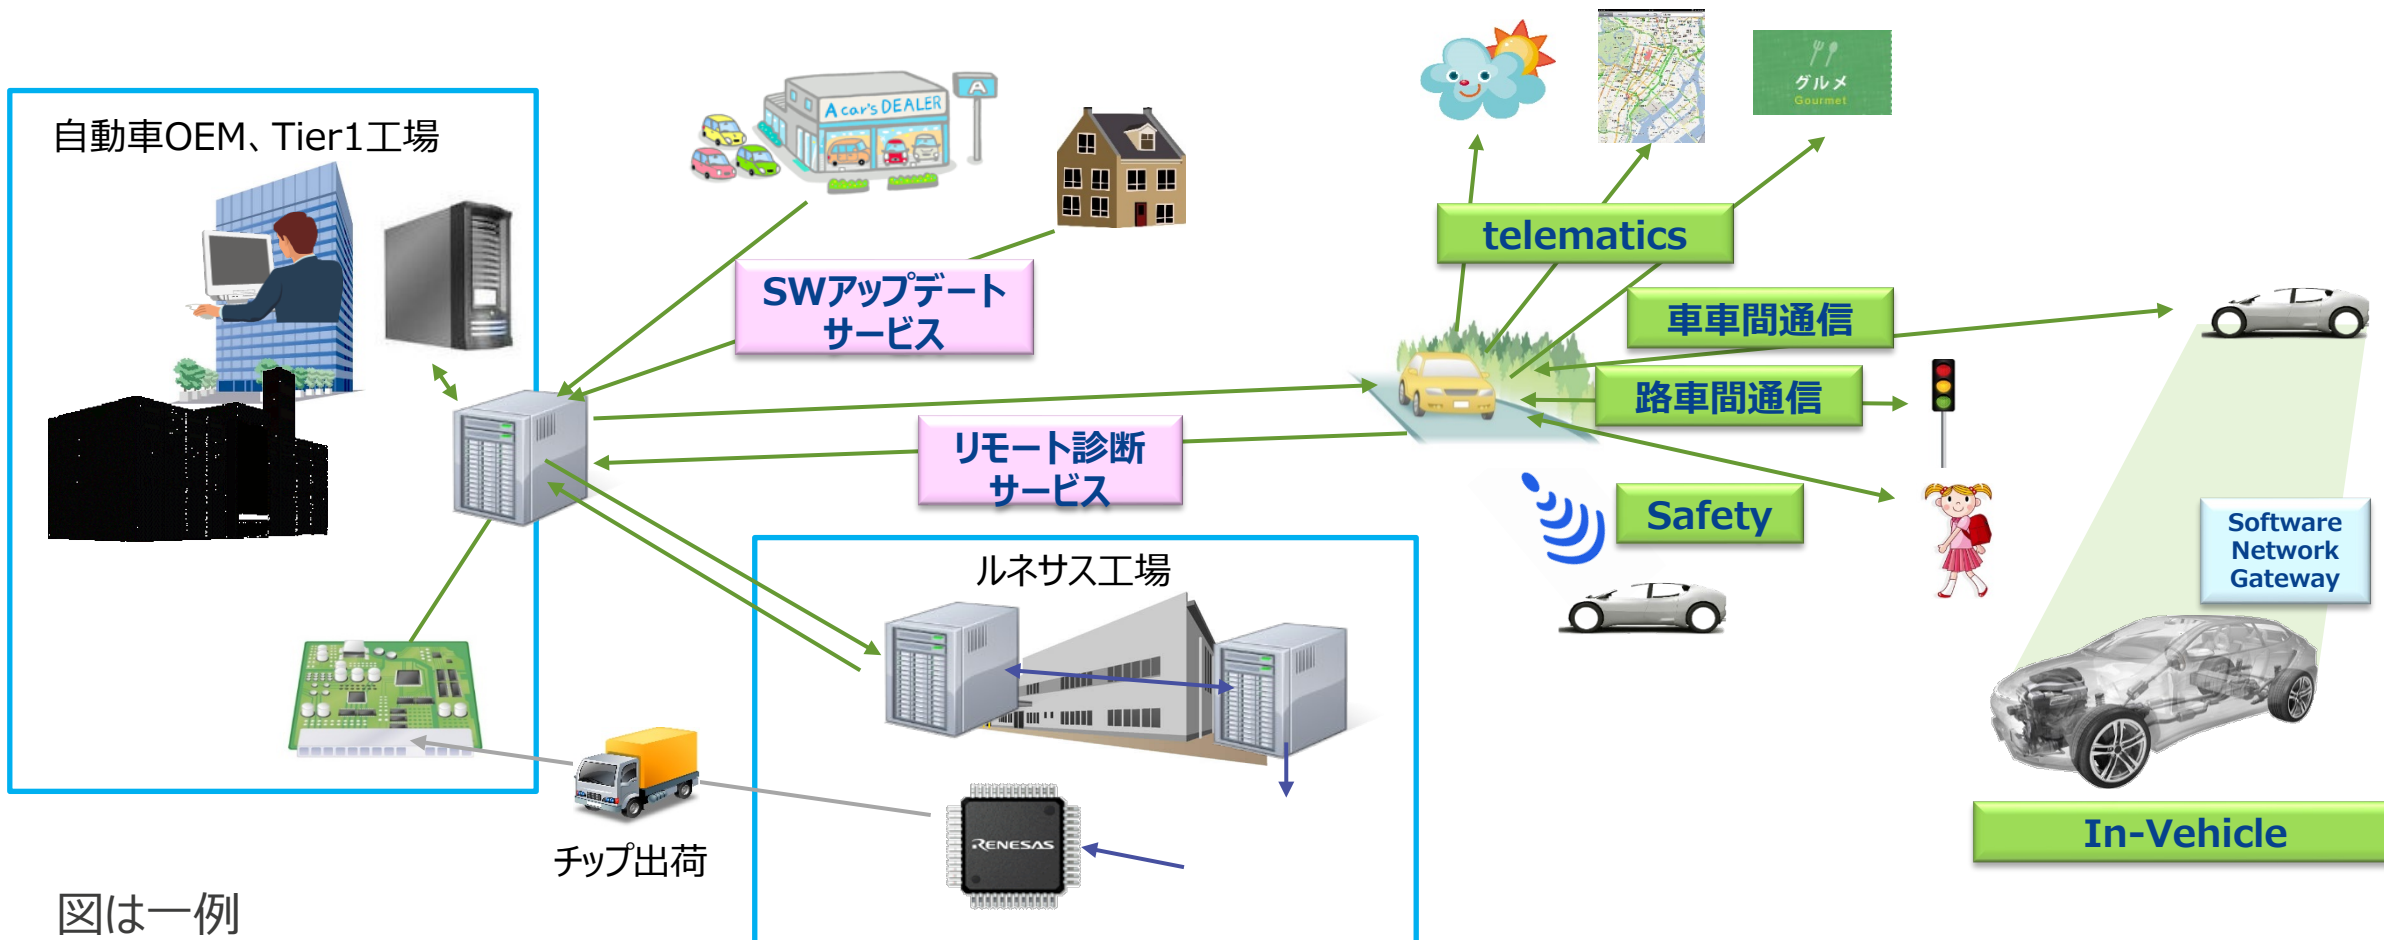 自動車OEM、Tier1工場
A car's DEALER
A
グルメ
Gourmet
telematics
SWアップデート
サービス
車車間通信
路車間通信
リモート診断
サービス
Safety
Software
Network
Gateway
ルネサス工場
RENESAS
チップ出荷
In-Vehicle
図は一例